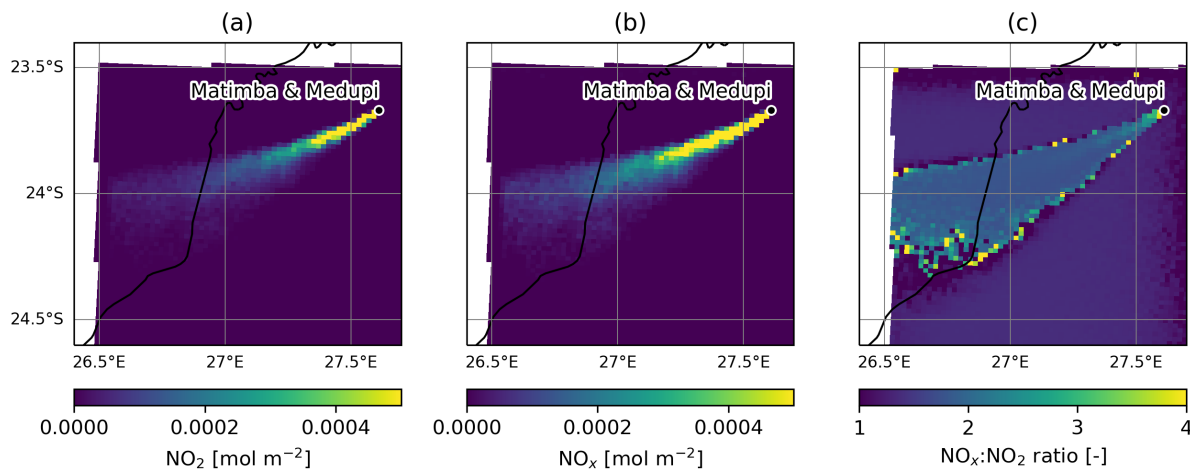 (a) (b) (c)
23.5°S
Matimba & Medupi Matimba & Medupi Matimba & Medupi
24°S
24.5°S
26.5°E 27°E 27.5°E 26.5°E 27°E 27.5°E 26.5°E 27°E 27.5°E
0.0000 0.0002 0.0004 0.0000 0.0002 0.0004 1 2 3 4
NO₂ [mol m⁻²] NOₓ [mol m⁻²] NOₓ:NO₂ ratio [-]